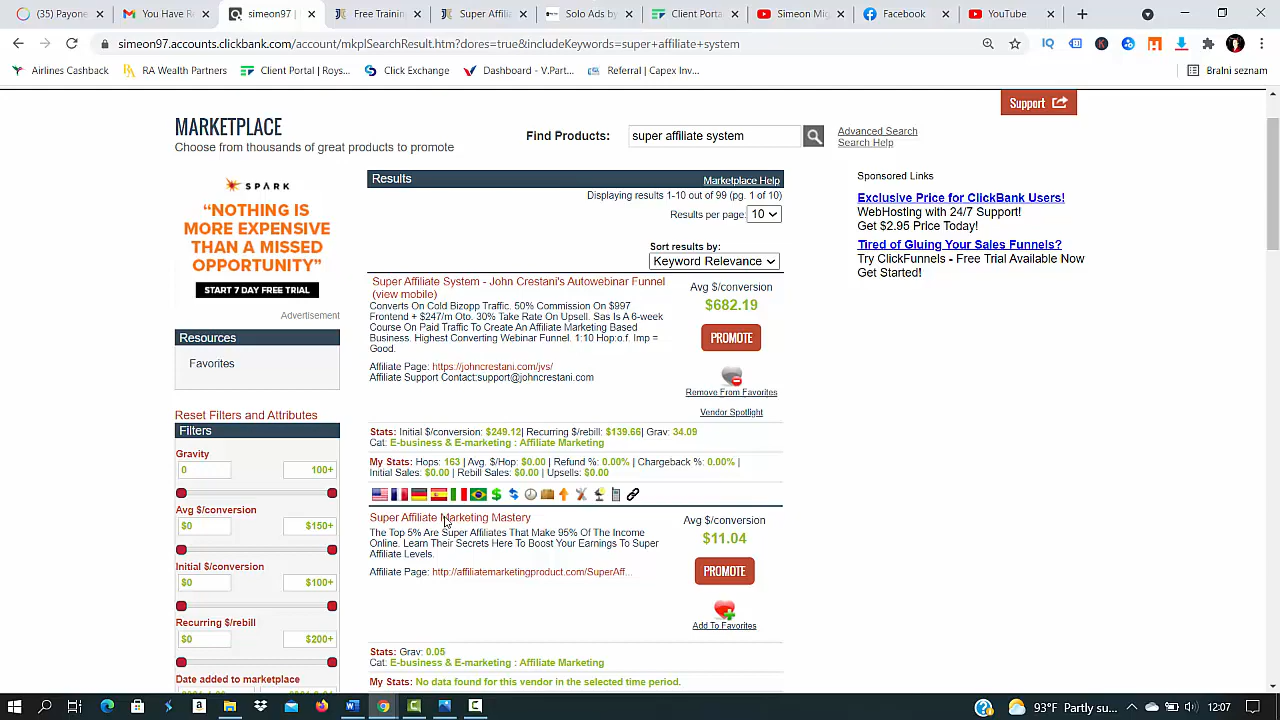 (5) Mess
You Have R
simeon97 |
Free Training
Super Affilia
Solo Ads by
Client Porta
Simeon Ing
Facebook
YouTube
simeon97.accounts.clickbank.com/account/mkplSearchResult.htm?dores=true&includeKeywords=super+affiliate+system
Airlines Cashback
RA Wealth Partners
Client Portal | Roys...
Click Exchange
Dashboard - V.Part...
Referral | Capex Inv...
Bralni seznam
Support
MARKETPLACE
Choose from thousands of great products to promote
Find Products:
super affiliate system
Advanced Search
Search Help
SPARK
“NOTHING IS
MORE EXPENSIVE
THAN A MISSED
OPPORTUNITY”
START 7 DAY FREE TRIAL
Advertisement
Resources
Favorites
Reset Filters and Attributes
Filters
Gravity
0
100+
Avg $/conversion
$0
$150+
Initial $/conversion
$0
$100+
Recurring $/rebill
$0
$200+
Date added to marketplace
Results
Marketplace Help
Displaying results 1-10 out of 99 (pg. 1 of 10)
Results per page:
10
Sort results by:
Keyword Relevance
Super Affiliate System - John Crestani's Autowebinar Funnel
(view mobile)
Converts On Cold Bizopp Traffic. 50% Commission On $997
Frontend + $247/m Oto. 30% Take Rate On Upsell. Sas Is A 6-week
Course On Paid Traffic To Create An Affiliate Marketing Based
Business. Highest Converting Webinar Funnel. 1:10 Hop:o.f. Imp =
Good.
Affiliate Page: https://johncrestani.com/jvs/
Affiliate Support Contact:support@johncrestani.com
Avg $/conversion
$682.19
PROMOTE
Remove From Favorites
Vendor Spotlight
Stats: Initial $/conversion: $249.12| Recurring $/rebill: $139.66| Grav: 34.09
Cat: E-business & E-marketing : Affiliate Marketing
My Stats: Hops: 163 | Avg. $/Hop: $0.00 | Refund %: 0.00% | Chargeback %: 0.00% |
Initial Sales: $0.00 | Rebill Sales: $0.00 | Upsells: $0.00
Super Affiliate Marketing Mastery
The Top 5% Are Super Affiliates That Make 95% Of The Income
Online. Learn Their Secrets Here To Boost Your Earnings To Super
Affiliate Levels.
Affiliate Page: http://affiliatemarketingproduct.com/SuperAff...
Avg $/conversion
$11.04
PROMOTE
Add To Favorites
Stats: Grav: 0.05
Cat: E-business & E-marketing : Affiliate Marketing
My Stats: No data found for this vendor in the selected time period.
Sponsored Links
Exclusive Price for ClickBank Users!
WebHosting with 24/7 Support!
Get $2.95 Price Today!
Tired of Gluing Your Sales Funnels?
Try ClickFunnels - Free Trial Available Now
Get Started!
93°F Partly su...
12:07